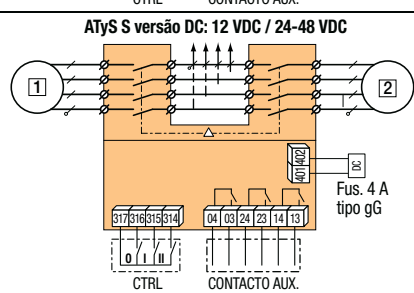 CTRL CONTACTO AUX.
ATyS S versão DC: 12 VDC / 24-48 VDC
1 2
401 402 DC
Fus. 4 A
tipo gG
317 316 315 314 04 03 24 23 14 13
0 I II
CTRL CONTACTO AUX.